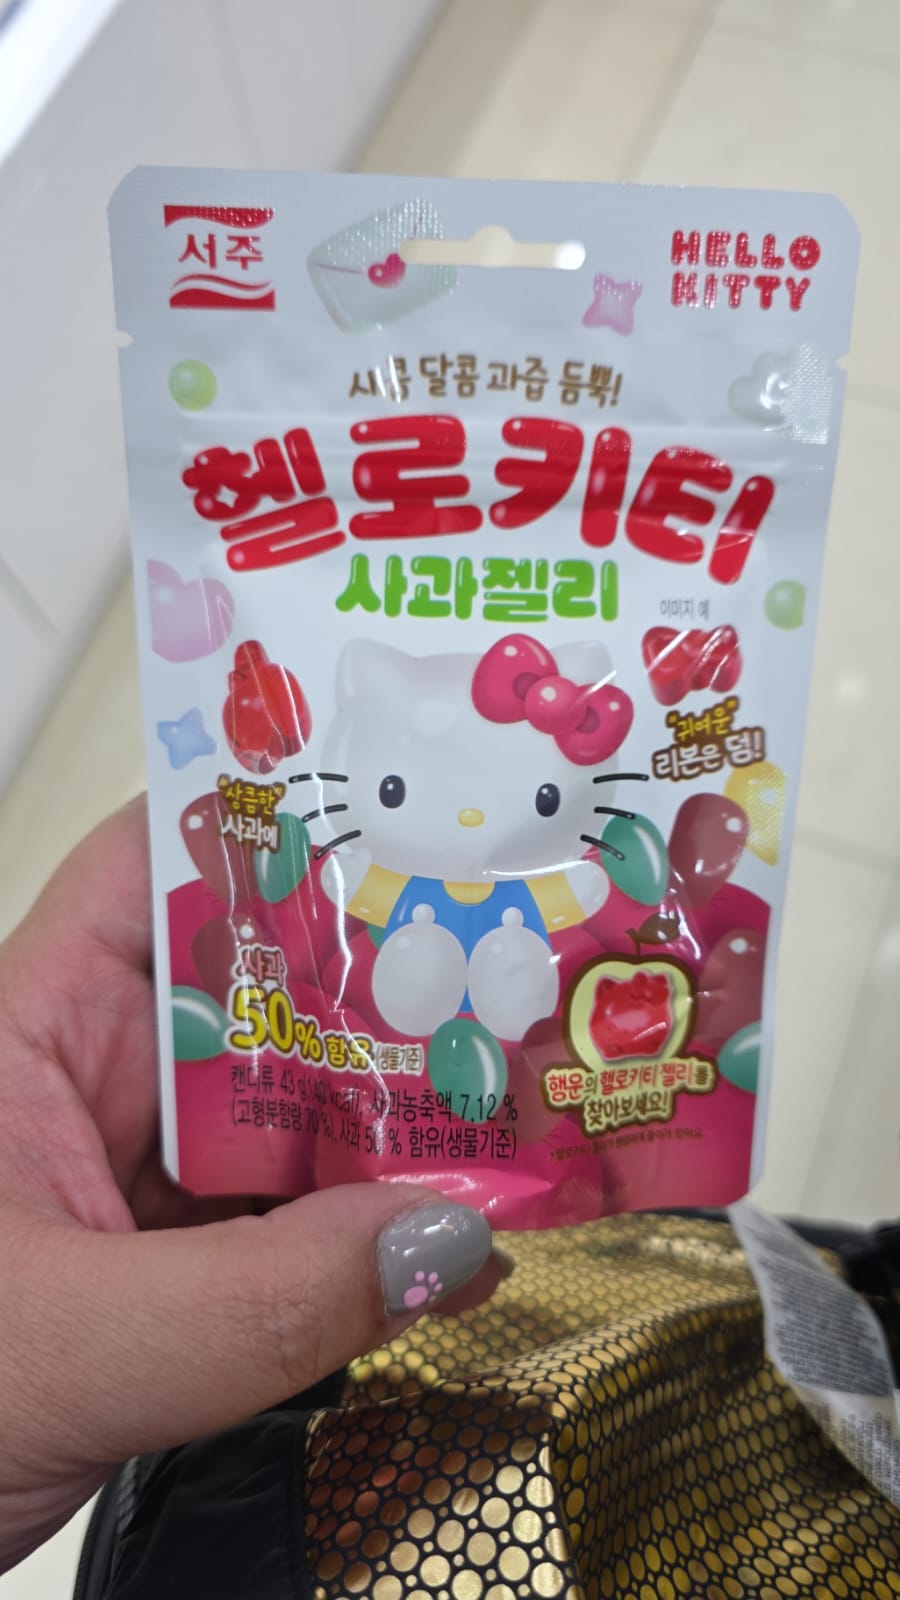 서주
HELLO
KITTY
새콤 달콤 과즙 듬뿍!
헬로키티
사과젤리
이미지 예
"귀여운"
리본은 덤!
"상큼한"
사과에
사과
50% 함유 (생물기준)
캔디류 43 g(140 kcal), 사과농축액 7.12 %
(고형분함량 70 %), 사과 50 % 함유(생물기준)
행운의 헬로키티 젤리를
찾아보세요!